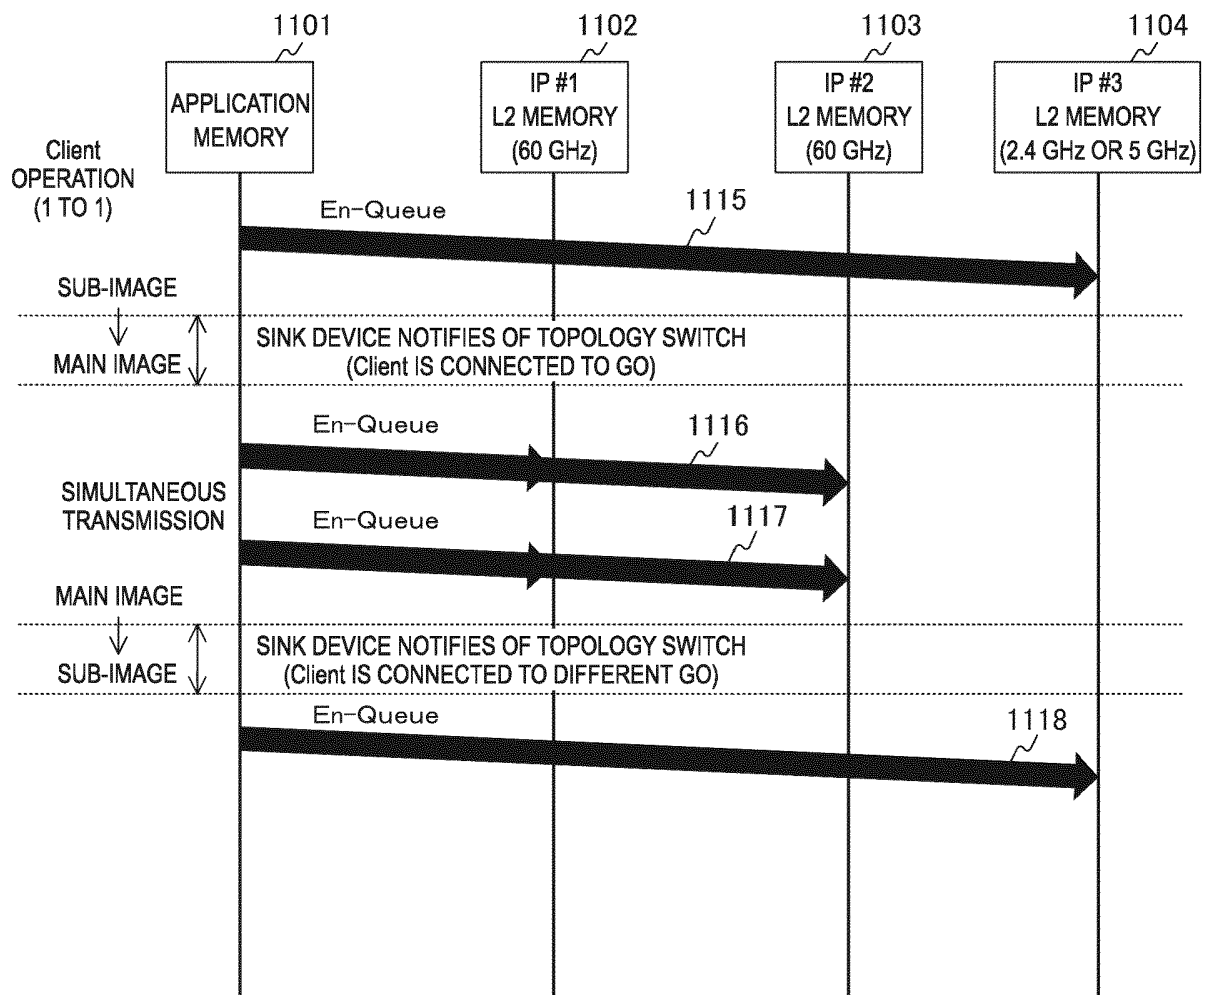 1101
1102
1103
1104
APPLICATION
MEMORY
IP #1
L2 MEMORY
(60 GHz)
IP #2
L2 MEMORY
(60 GHz)
IP #3
L2 MEMORY
(2.4 GHz OR 5 GHz)
Client
OPERATION
(1 TO 1)
En-Queue
1115
SUB-IMAGE
MAIN IMAGE
SINK DEVICE NOTIFIES OF TOPOLOGY SWITCH
(Client IS CONNECTED TO GO)
En-Queue
1116
SIMULTANEOUS
TRANSMISSION
En-Queue
1117
MAIN IMAGE
SUB-IMAGE
SINK DEVICE NOTIFIES OF TOPOLOGY SWITCH
(Client IS CONNECTED TO DIFFERENT GO)
En-Queue
1118